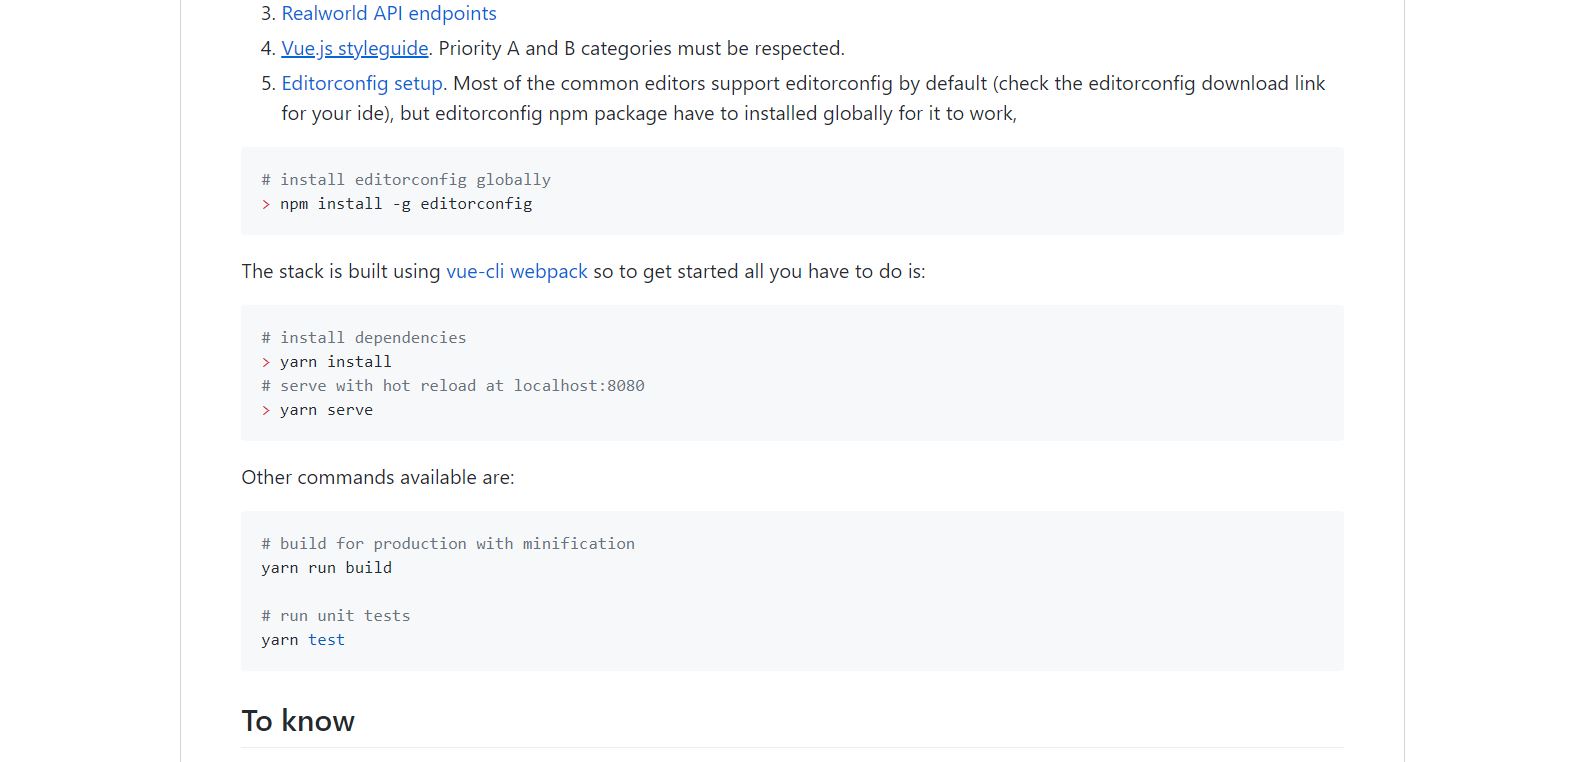 3. Realworld API endpoints
4. Vue.js styleguide. Priority A and B categories must be respected.
5. Editorconfig setup. Most of the common editors support editorconfig by default (check the editorconfig download link
for your ide), but editorconfig npm package have to installed globally for it to work,
# install editorconfig globally
> npm install -g editorconfig
The stack is built using vue-cli webpack so to get started all you have to do is:
# install dependencies
> yarn install
# serve with hot reload at localhost:8080
> yarn serve
Other commands available are:
# build for production with minification
yarn run build
# run unit tests
yarn test
To know